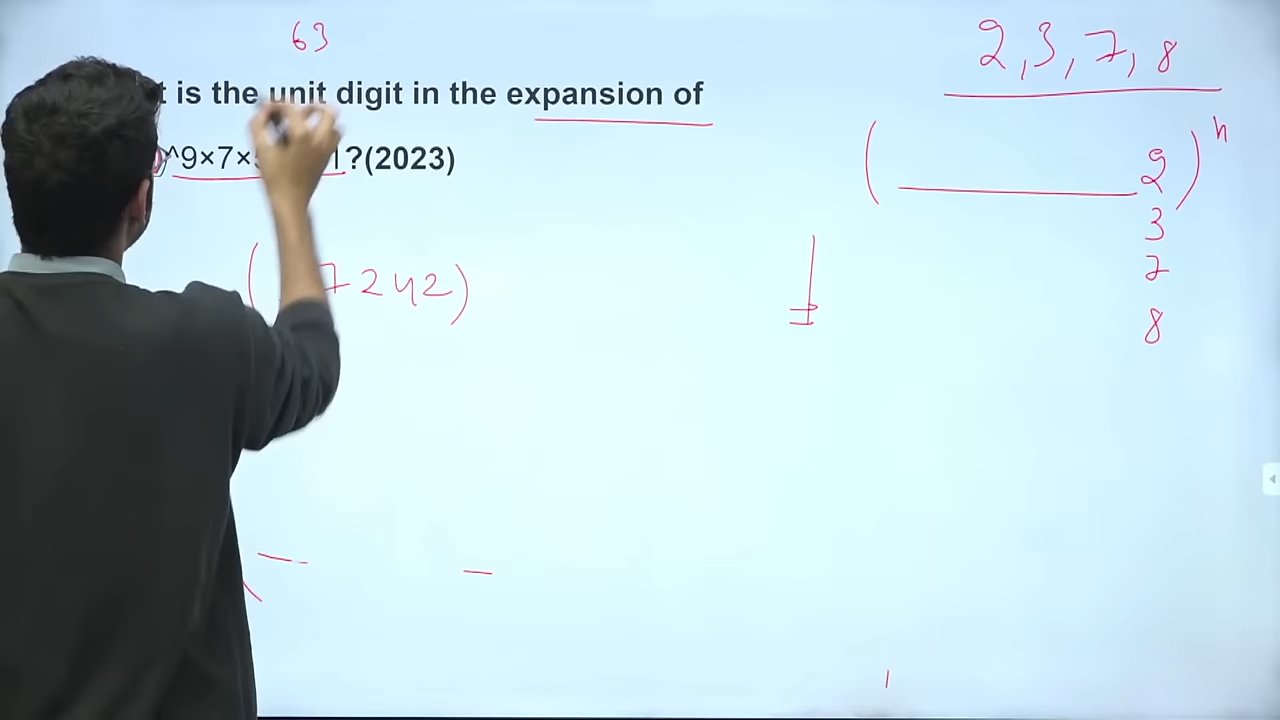 63
is the unit digit in the expansion of
^9×7× ?(2023)
2, 3, 7, 8
( 2 )^n
3
7
8
( 7242)